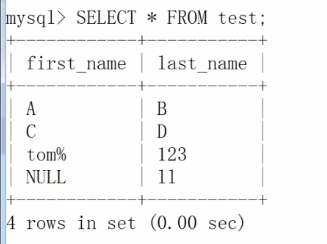 mysql> SELECT * FROM test;
+------------+-----------+
| first_name | last_name |
+------------+-----------+
| A          | B         |
| C          | D         |
| tom%       | 123       |
| NULL       | 11        |
+------------+-----------+
4 rows in set (0.00 sec)